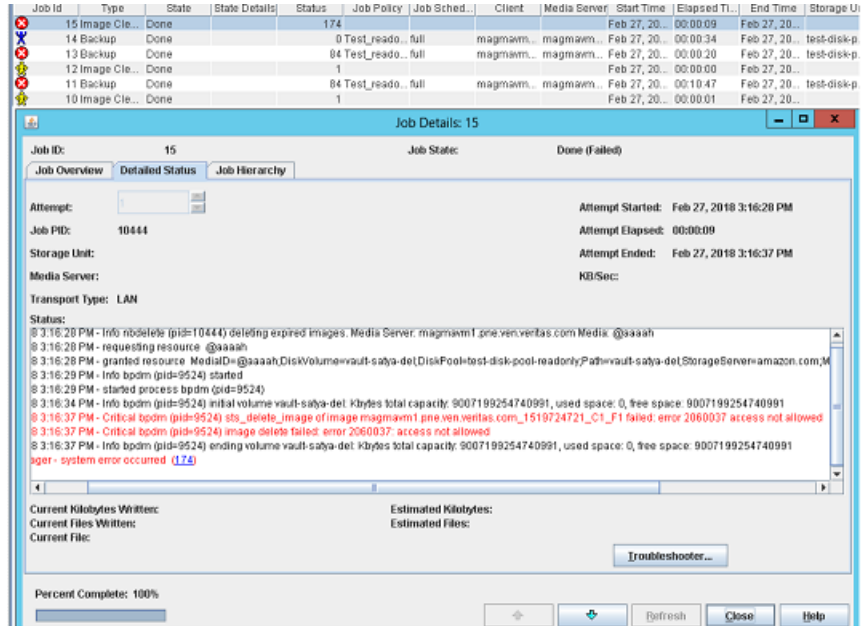 Job Id Type State State Details Status Job Policy Job Sched... Client Media Server Start Time Elapsed Ti... End Time Storage U
15 Image Cle... Done 174 Feb 27, 20... 00:00:09 Feb 27, 20...
14 Backup Done 0 Test_reado... full magmavm... magmavm... Feb 27, 20... 00:00:34 Feb 27, 20... test-disk-p
13 Backup Done 84 Test_reado... full magmavm... magmavm... Feb 27, 20... 00:00:20 Feb 27, 20... test-disk-p
12 Image Cle... Done 1 Feb 27, 20... 00:00:00 Feb 27, 20...
11 Backup Done 84 Test_reado... full magmavm... magmavm... Feb 27, 20... 00:10:47 Feb 27, 20... test-disk-p
10 Image Cle... Done 1 Feb 27, 20... 00:00:01 Feb 27, 20...
Job Details: 15
Job ID: 15 Job State: Done (Failed)
Job Overview Detailed Status Job Hierarchy
Attempt: 1 Attempt Started: Feb 27, 2018 3:16:28 PM
Job PID: 10444 Attempt Elapsed: 00:00:09
Storage Unit: Attempt Ended: Feb 27, 2018 3:16:37 PM
Media Server: KB/Sec:
Transport Type: LAN
Status:
8 3:16:28 PM - Info nbdelete (pid=10444) deleting expired images. Media Server: magmavm1.pne.ven.veritas.com Media: @aaaah
8 3:16:28 PM - requesting resource @aaaah
8 3:16:28 PM - granted resource MediaID=@aaaah;DiskVolume=vault-satya-del;DiskPool=test-disk-pool-readonly;Path=vault-satya-del;StorageServer=amazon.com;M
8 3:16:29 PM - Info bpdm (pid=9524) started
8 3:16:29 PM - started process bpdm (pid=9524)
8 3:16:34 PM - Info bpdm (pid=9524) initial volume vault-satya-del: Kbytes total capacity: 9007199254740991, used space: 0, free space: 9007199254740991
8 3:16:37 PM - Critical bpdm (pid=9524) sts_delete_image of image magmavm1.pne.ven.veritas.com_1519724721_C1_F1 failed: error 2060037 access not allowed
8 3:16:37 PM - Critical bpdm (pid=9524) image delete failed: error 2060037: access not allowed
8 3:16:37 PM - Info bpdm (pid=9524) ending volume vault-satya-del: Kbytes total capacity: 9007199254740991, used space: 0, free space: 9007199254740991
ager - system error occurred (174)
Current Kilobytes Written: Estimated Kilobytes:
Current Files Written: Estimated Files:
Current File:
Troubleshooter...
Percent Complete: 100%
Refresh Close Help